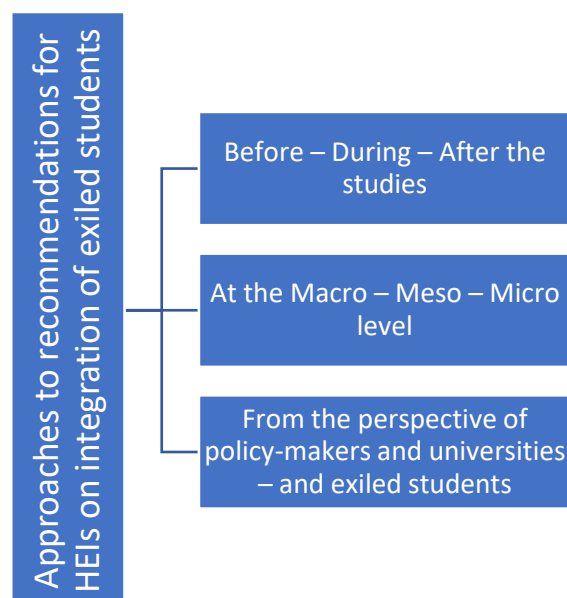 Approaches to recommendations for
HEIs on integration of exiled students
Before – During – After the
studies
At the Macro – Meso – Micro
level
From the perspective of
policy-makers and universities
– and exiled students